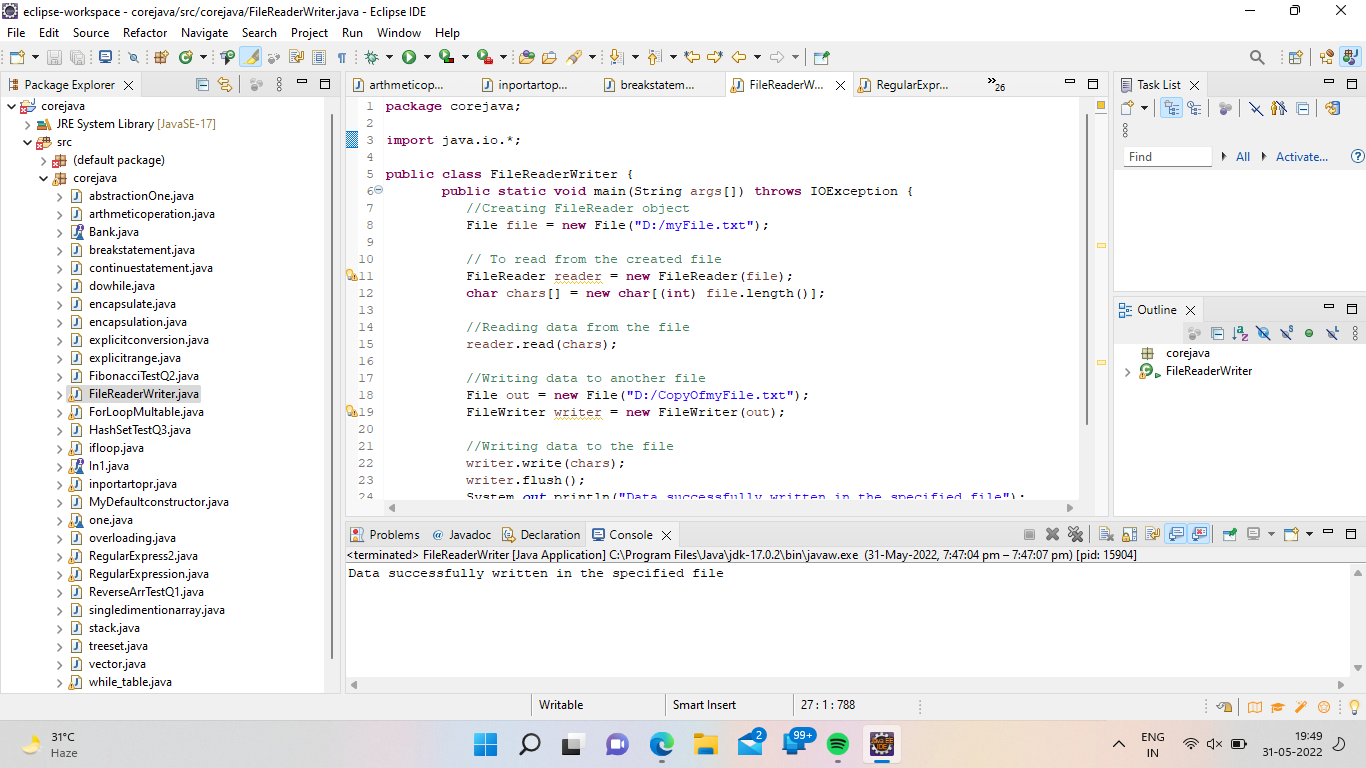 eclipse-workspace - corejava/src/corejava/FileReaderWriter.java - Eclipse IDE
File Edit Source Refactor Navigate Search Project Run Window Help
Package Explorer
corejava
JRE System Library [JavaSE-17]
src
(default package)
corejava
abstractionOne.java
arthmeticoperation.java
Bank.java
breakstatement.java
continuestatement.java
dowhile.java
encapsulate.java
encapsulation.java
explicitconversion.java
explicitrange.java
FibonacciTestQ2.java
FileReaderWriter.java
ForLoopMultable.java
HashSetTestQ3.java
ifloop.java
In1.java
inportartopr.java
MyDefaultconstructor.java
one.java
overloading.java
RegularExpress2.java
RegularExpression.java
ReverseArrTestQ1.java
singledimentionarray.java
stack.java
treeset.java
vector.java
while_table.java
arthmeticop... inportartop... breakstatem... FileReaderW... RegularExpr... »26
1 package corejava;
2
3 import java.io.*;
4
5 public class FileReaderWriter {
6 public static void main(String args[]) throws IOException {
7 //Creating FileReader object
8 File file = new File("D:/myFile.txt");
9
10 // To read from the created file
11 FileReader reader = new FileReader(file);
12 char chars[] = new char[(int) file.length()];
13
14 //Reading data from the file
15 reader.read(chars);
16
17 //Writing data to another file
18 File out = new File("D:/CopyOfmyFile.txt");
19 FileWriter writer = new FileWriter(out);
20
21 //Writing data to the file
22 writer.write(chars);
23 writer.flush();
24 System.out.println("Data successfully written in the specified file");
Task List
Find All Activate...
Outline
corejava
FileReaderWriter
Problems @ Javadoc Declaration Console
<terminated> FileReaderWriter [Java Application] C:\Program Files\Java\jdk-17.0.2\bin\javaw.exe (31-May-2022, 7:47:04 pm – 7:47:07 pm) [pid: 15904]
Data successfully written in the specified file
Writable Smart Insert 27 : 1 : 788
31°C
Haze
2
99+
Java EE
IDE
ENG
IN
19:49
31-05-2022